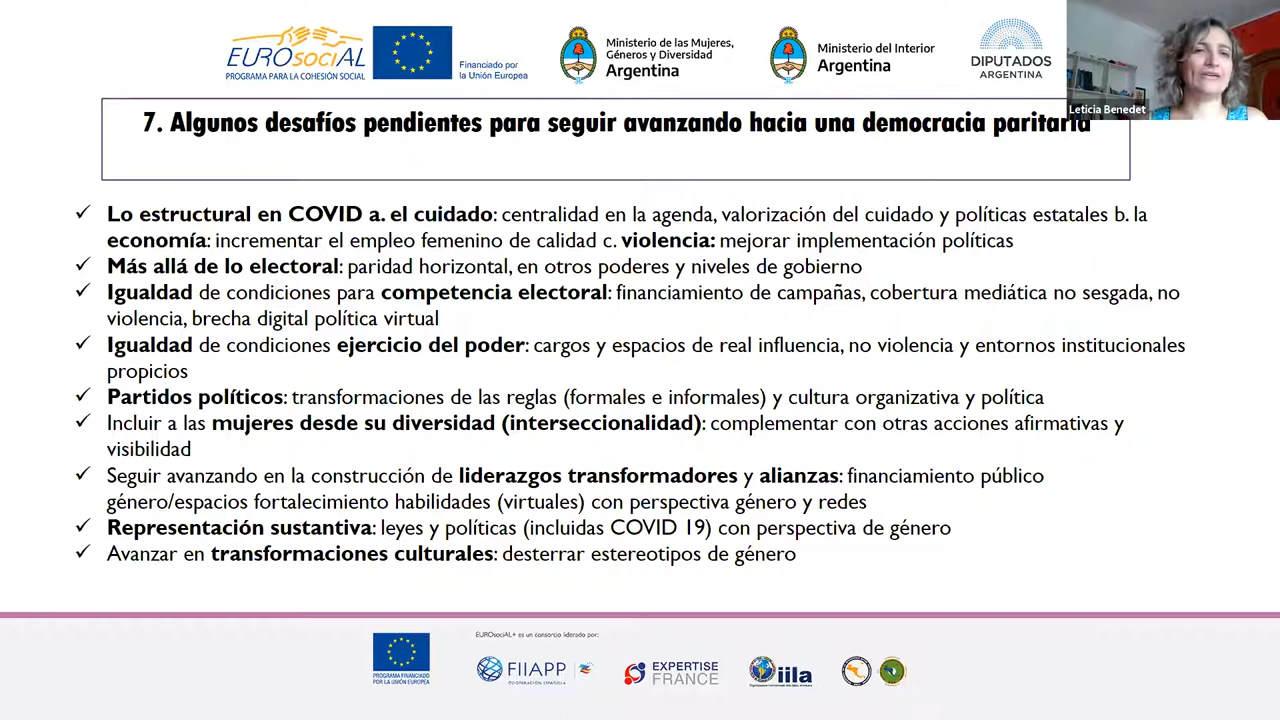 EUROsociAL
PROGRAMA PARA LA COHESIÓN SOCIAL
Financiado por
la Unión Europea
Ministerio de las Mujeres,
Géneros y Diversidad
Argentina
Ministerio del Interior
Argentina
DIPUTADOS
ARGENTINA
Leticia Benedet
7. Algunos desafíos pendientes para seguir avanzando hacia una democracia paritaria
✓ Lo estructural en COVID a. el cuidado: centralidad en la agenda, valorización del cuidado y políticas estatales b. la
economía: incrementar el empleo femenino de calidad c. violencia: mejorar implementación políticas
✓ Más allá de lo electoral: paridad horizontal, en otros poderes y niveles de gobierno
✓ Igualdad de condiciones para competencia electoral: financiamiento de campañas, cobertura mediática no sesgada, no
violencia, brecha digital política virtual
✓ Igualdad de condiciones ejercicio del poder: cargos y espacios de real influencia, no violencia y entornos institucionales
propicios
✓ Partidos políticos: transformaciones de las reglas (formales e informales) y cultura organizativa y política
✓ Incluir a las mujeres desde su diversidad (interseccionalidad): complementar con otras acciones afirmativas y
visibilidad
✓ Seguir avanzando en la construcción de liderazgos transformadores y alianzas: financiamiento público
género/espacios fortalecimiento habilidades (virtuales) con perspectiva género y redes
✓ Representación sustantiva: leyes y políticas (incluidas COVID 19) con perspectiva de género
✓ Avanzar en transformaciones culturales: desterrar estereotipos de género
EUROsociAL+ es un consorcio liderado por:
PROGRAMA FINANCIADO
POR LA UNIÓN EUROPEA
FIIAPP
COOPERACIÓN ESPAÑOLA
EXPERTISE
FRANCE
iila